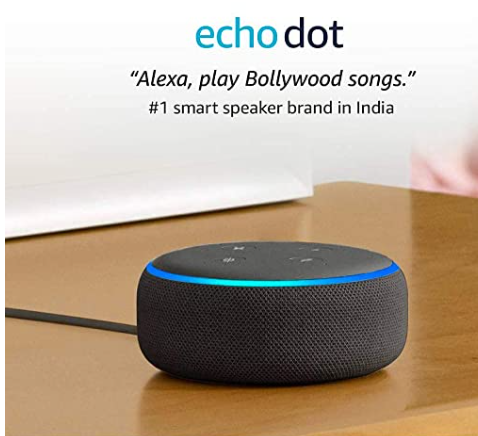 echo dot
“Alexa, play Bollywood songs.”
#1 smart speaker brand in India